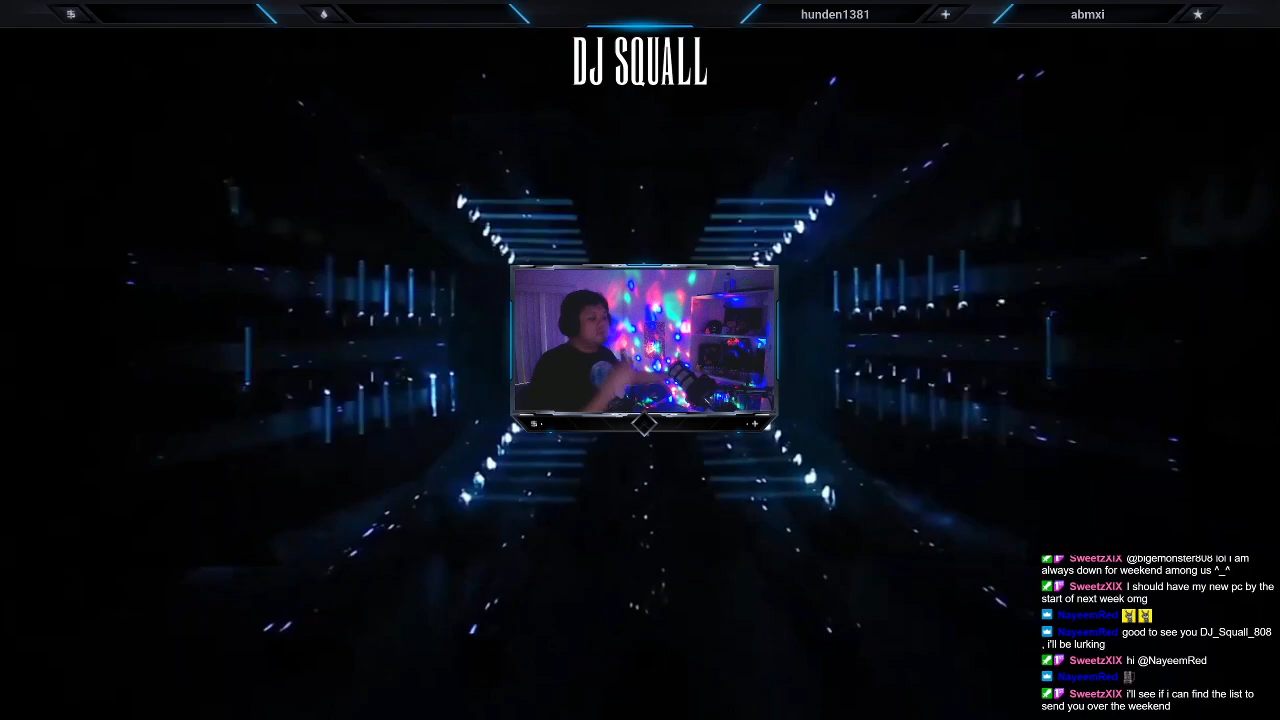 hunden1381
abmxi
DJ SQUALL
SweetzXIX @bigemonster808 lol i am
always down for weekend among us ^_^
SweetzXIX I should have my new pc by the
start of next week omg
NayeemRed
NayeemRed good to see you DJ_Squall_808
, i'll be lurking
SweetzXIX hi @NayeemRed
NayeemRed
SweetzXIX i'll see if i can find the list to
send you over the weekend